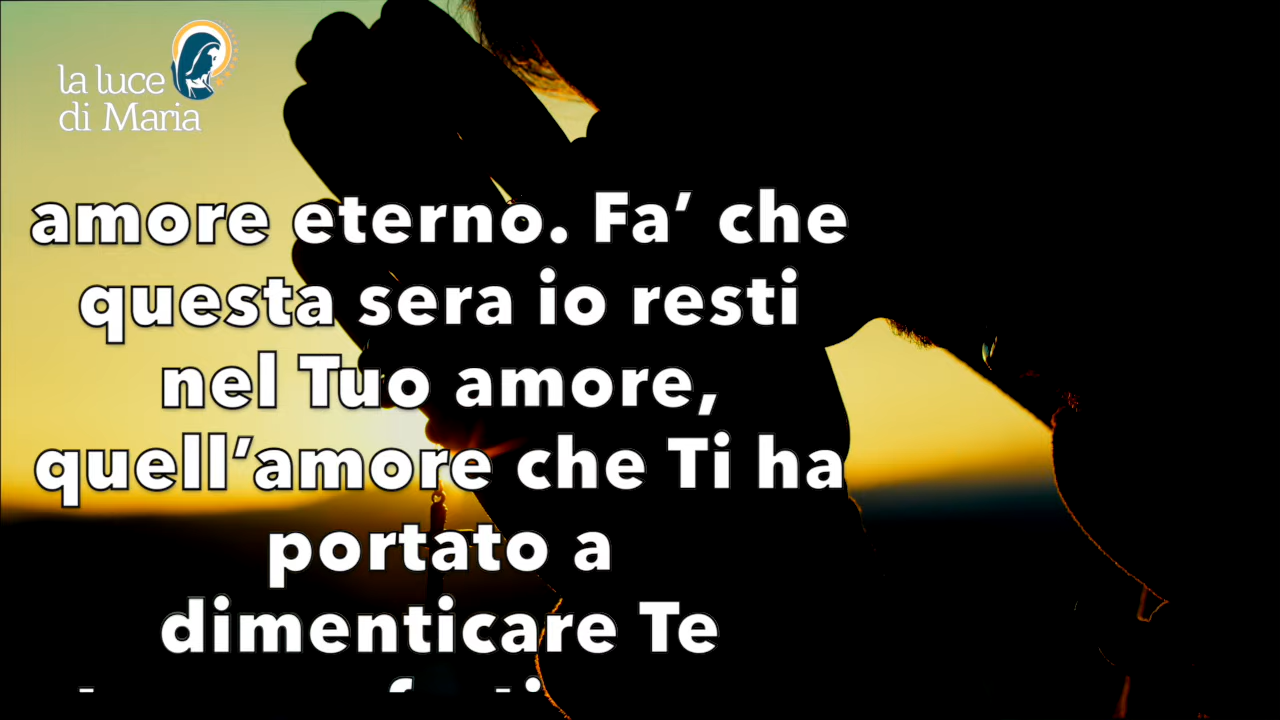 la luce
di Maria
amore eterno. Fa’ che
questa sera io resti
nel Tuo amore,
quell’amore che Ti ha
portato a
dimenticare Te